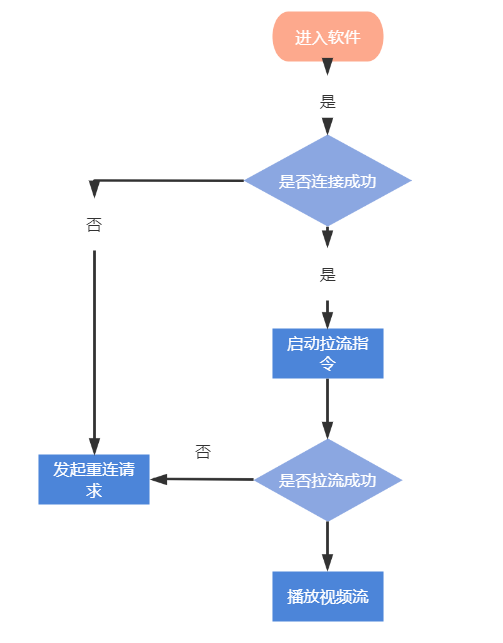 进入软件
是
是否连接成功
否
是
启动拉流指
令
否
发起重连请
求
是否拉流成功
播放视频流